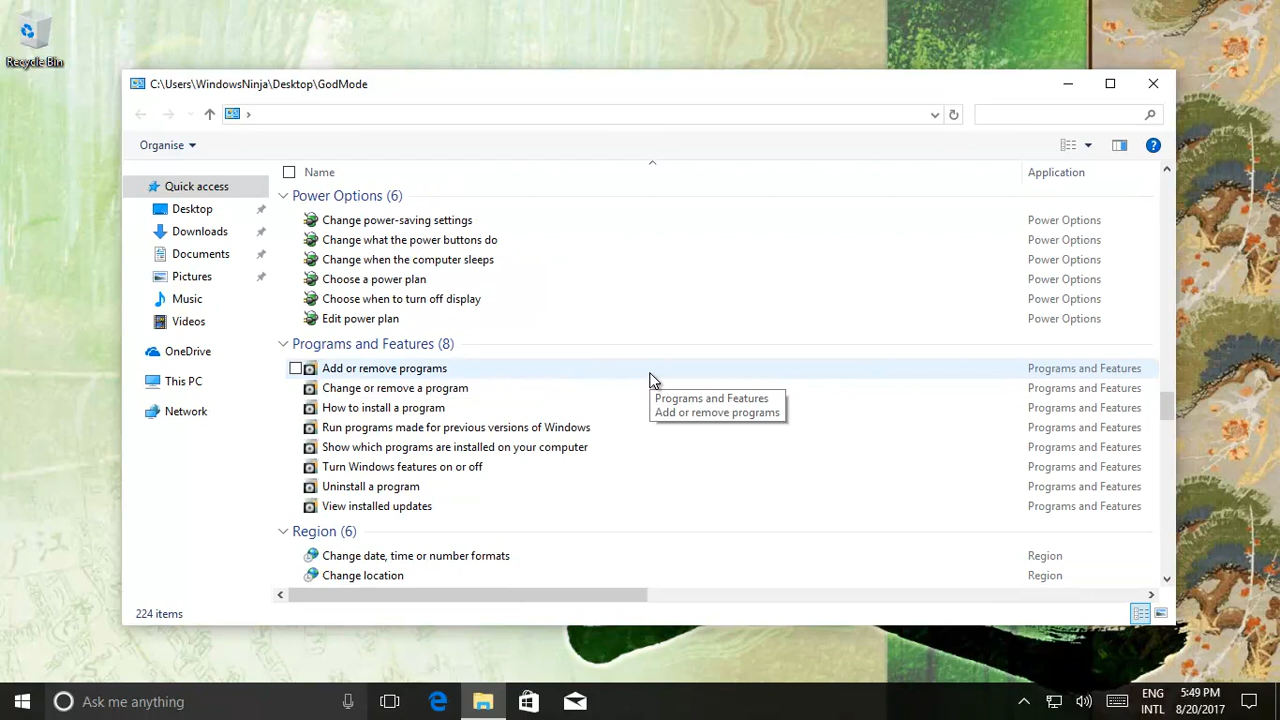 Recycle Bin
C:\Users\WindowsNinja\Desktop\GodMode
Organise
Quick access
Desktop
Downloads
Documents
Pictures
Music
Videos
OneDrive
This PC
Network
Name Application
Power Options (6)
Change power-saving settings Power Options
Change what the power buttons do Power Options
Change when the computer sleeps Power Options
Choose a power plan Power Options
Choose when to turn off display Power Options
Edit power plan Power Options
Programs and Features (8)
Add or remove programs Programs and Features
Change or remove a program Programs and Features
How to install a program Programs and Features
Run programs made for previous versions of Windows Programs and Features
Show which programs are installed on your computer Programs and Features
Turn Windows features on or off Programs and Features
Uninstall a program Programs and Features
View installed updates Programs and Features
Programs and Features
Add or remove programs
Region (6)
Change date, time or number formats Region
Change location Region
224 items
Ask me anything
ENG
INTL
5:49 PM
8/20/2017